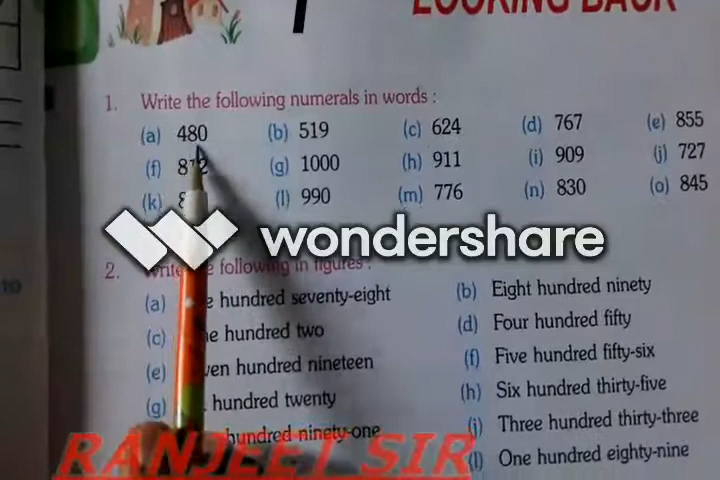 LOOKING BACK
1. Write the following numerals in words :
(a) 480 (b) 519 (c) 624 (d) 767 (e) 855
(f) (g) 1000 (h) 911 (i) 909 (j) 727
(k) (l) 990 (m) 776 (n) 830 (o) 845
wondershare
2. Write the following in figures :
(a) hundred seventy-eight (b) Eight hundred ninety
(c) hundred two (d) Four hundred fifty
(e) hundred nineteen (f) Five hundred fifty-six
(g) hundred twenty (h) Six hundred thirty-five
hundred ninety-one (j) Three hundred thirty-three
RANJEET SIR (l) One hundred eighty-nine